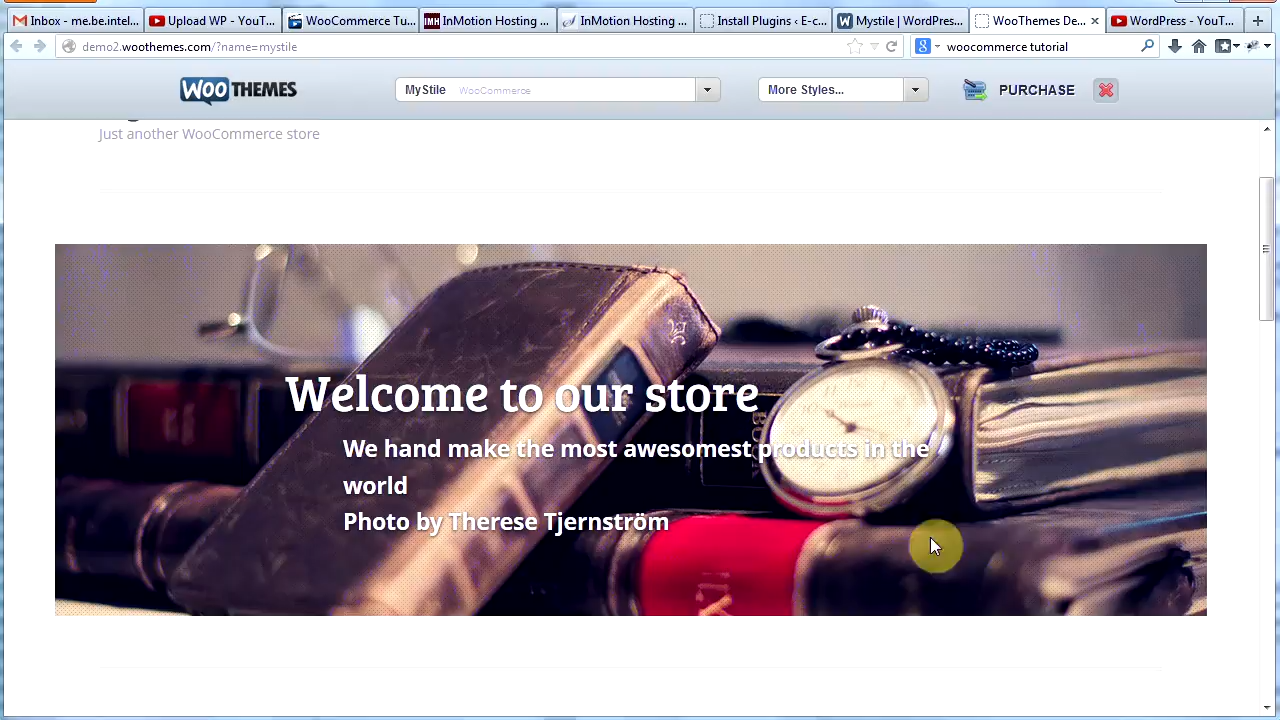 Inbox - me.be.intel...
Upload WP - YouT...
WooCommerce Tu...
IMH
InMotion Hosting ...
InMotion Hosting ...
Install Plugins ‹ E-c...
Mystile | WordPres...
WooThemes De...
WordPress - YouT...
demo2.woothemes.com/?name=mystile
woocommerce tutorial
WOOTHEMES
MyStile WooCommerce
More Styles...
PURCHASE
Just another WooCommerce store
Welcome to our store
We hand make the most awesomest products in the
world
Photo by Therese Tjernström